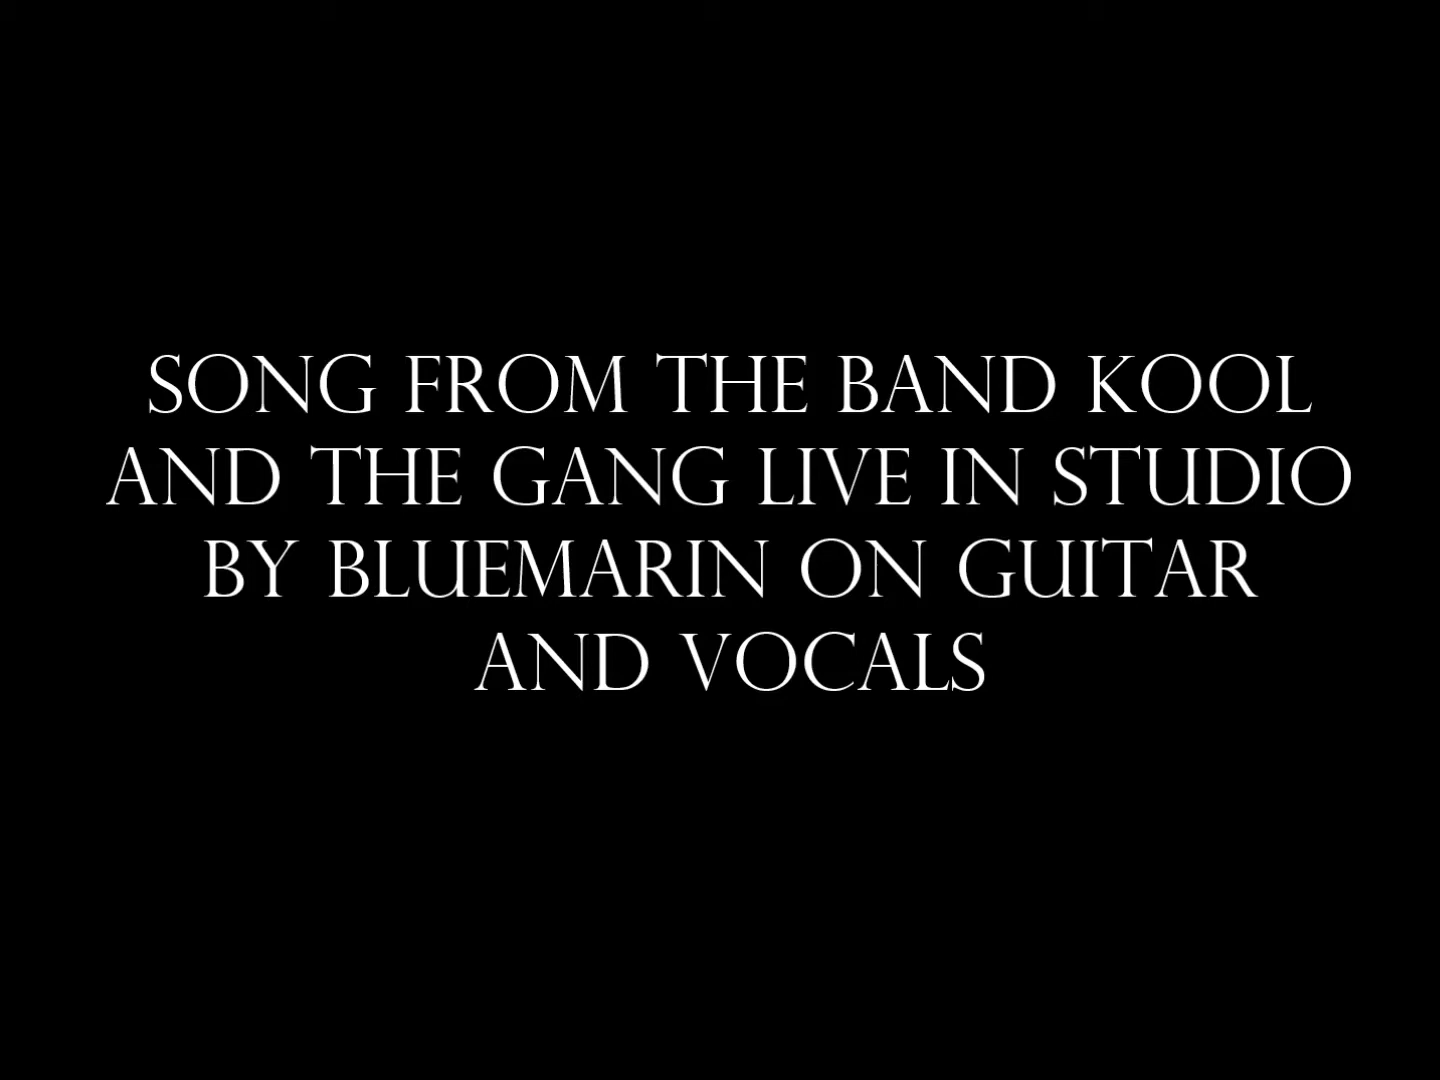 SONG FROM THE BAND KOOL
AND THE GANG LIVE IN STUDIO
BY BLUEMARIN ON GUITAR
AND VOCALS